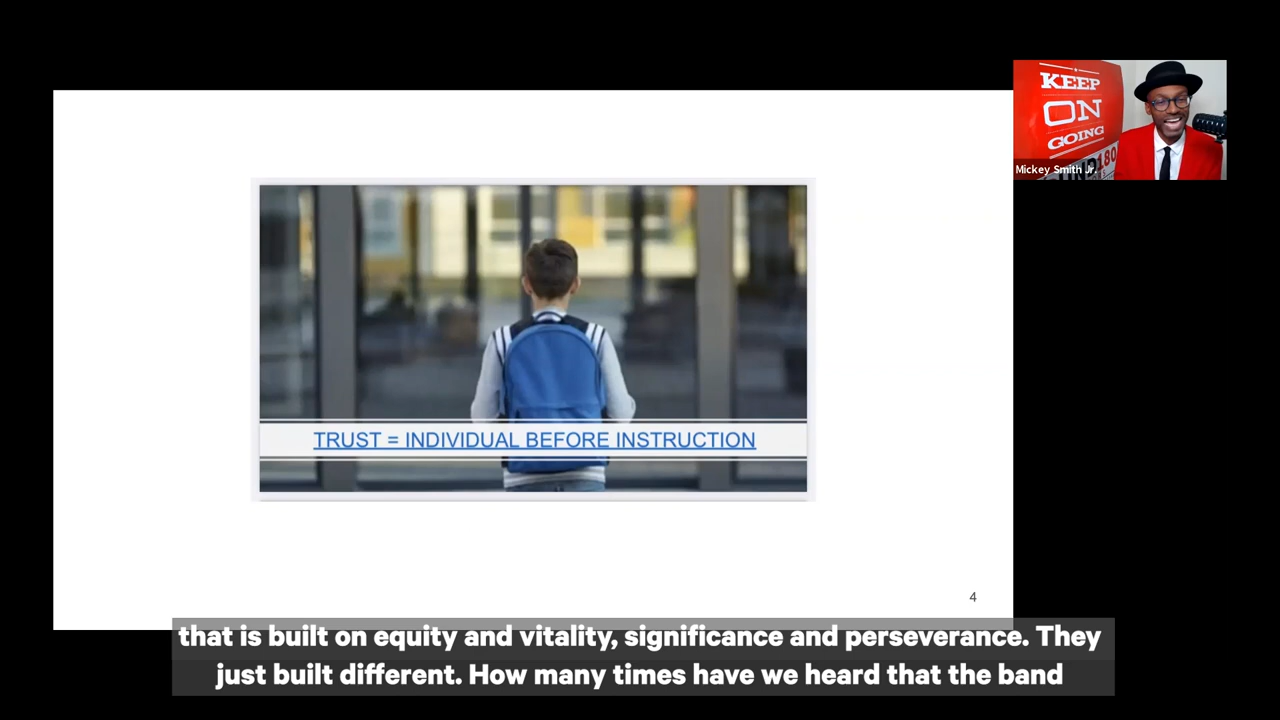 KEEP
ON
GOING
180
Mickey Smith Jr.
TRUST = INDIVIDUAL BEFORE INSTRUCTION
4
that is built on equity and vitality, significance and perseverance. They
just built different. How many times have we heard that the band